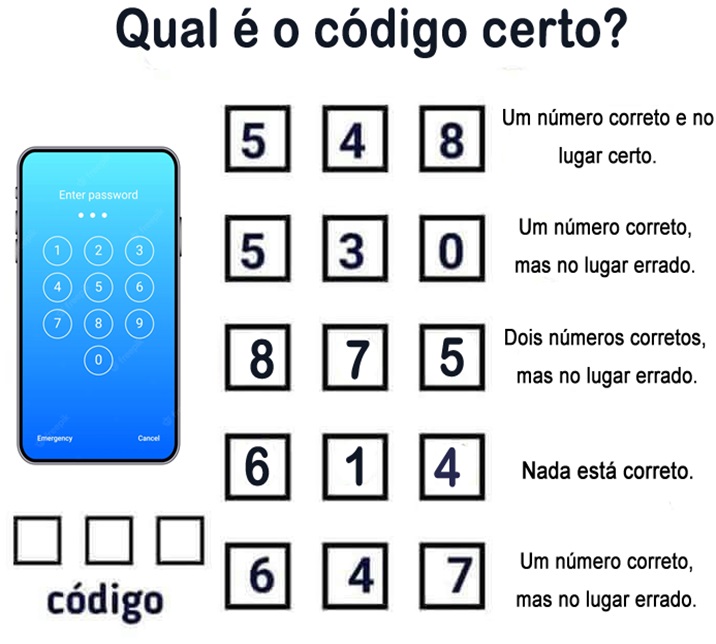 Qual é o código certo?
5 4 8
Um número correto e no
lugar certo.
5 3 0
Um número correto,
mas no lugar errado.
8 7 5
Dois números corretos,
mas no lugar errado.
6 1 4
Nada está correto.
6 4 7
Um número correto,
mas no lugar errado.
Enter password
1 2 3
4 5 6
7 8 9
0
Emergency Cancel
código